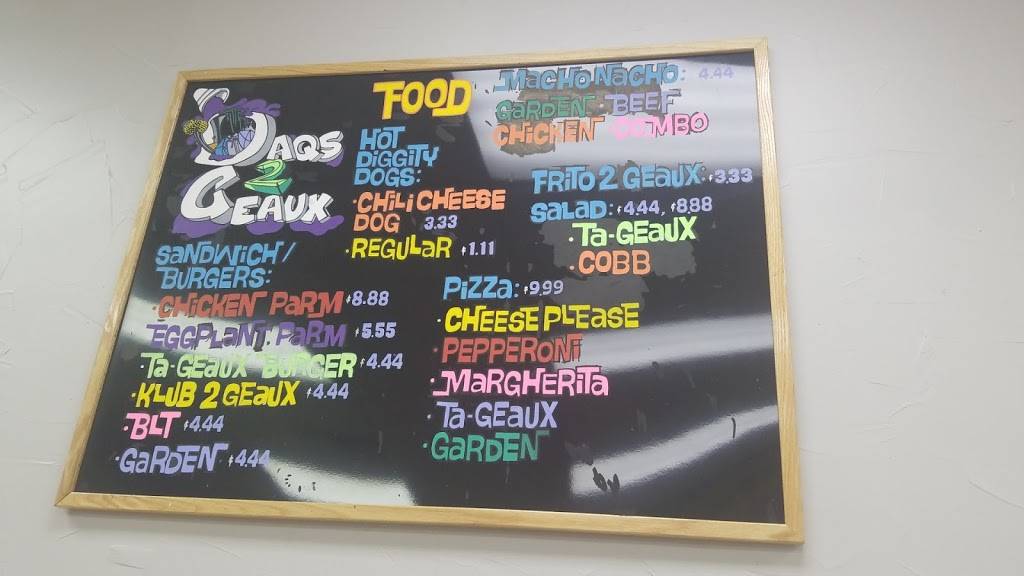 DAQS
2
GEAUX
FOOD
SANDWICH/
BURGERS:
CHICKEN PARM $8.88
EGGPLANT PARM $5.55
·TA-GEAUX BURGER $4.44
·KLUB 2 GEAUX $4.44
·BLT $4.44
·GARDEN $4.44
HOT
DIGGITY
DOGS:
·CHILI CHEESE
DOG 3.33
·REGULAR $1.11
MACHO NACHO: 4.44
GARDEN BEEF
CHICKEN COMBO
FRITO 2 GEAUX: $3.33
SALAD: $4.44, $8.88
·TA-GEAUX
·COBB
PIZZA: $9.99
·CHEESE PLEASE
·PEPPERONI
·MARGHERITA
·TA-GEAUX
·GARDEN